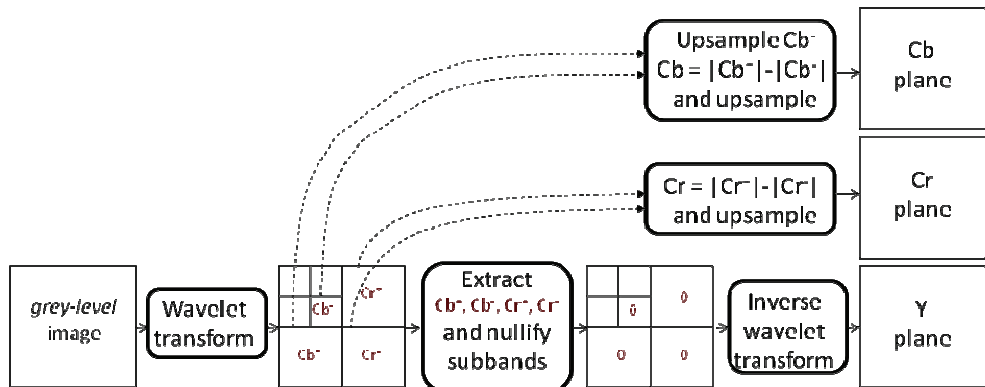 Upsample Cb⁻
Cb = |Cb⁺|-|Cb⁻|
and upsample
Cb
plane
Cr = |Cr⁺|-|Cr⁻|
and upsample
Cr
plane
grey-level
image
Wavelet
transform
Cb⁻
Cr⁺
Cb⁺
Cr⁻
Extract
Cb⁺, Cb⁻, Cr⁺, Cr⁻
and nullify
subbands
0
0
0
0
Inverse
wavelet
transform
Y
plane